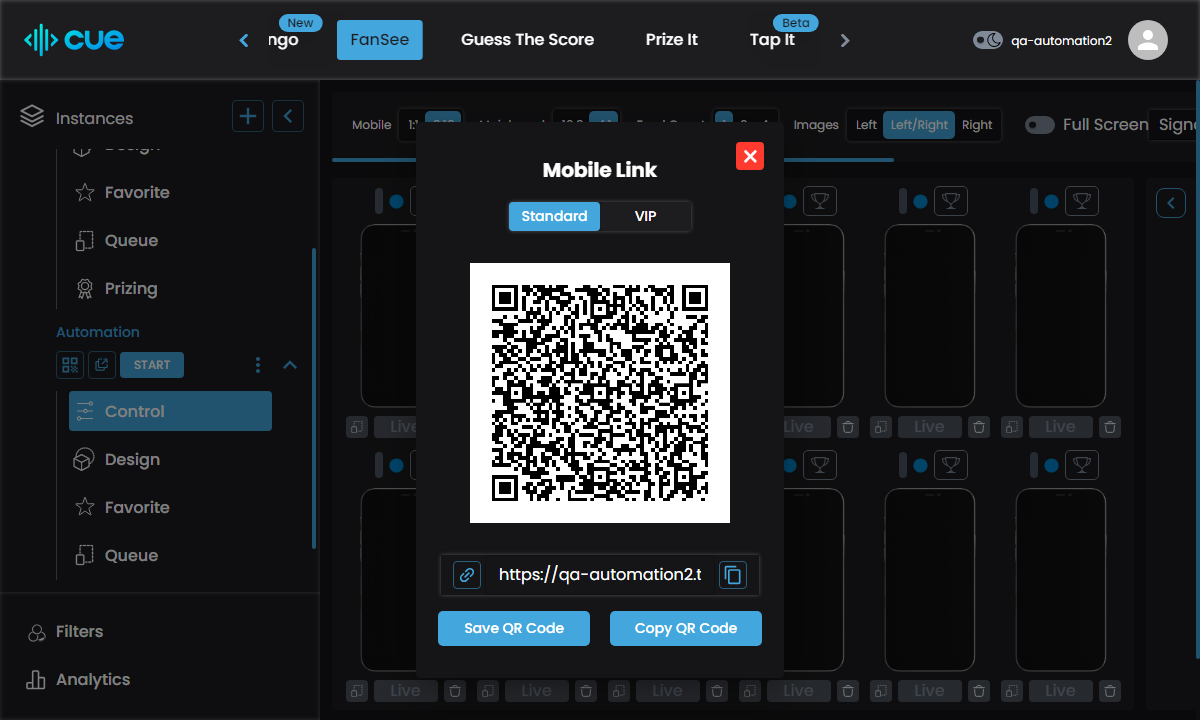 cue
New
ngo
FanSee
Guess The Score
Prize It
Beta
Tap It
qa-automation2
Instances
Design
Favorite
Queue
Prizing
Automation
START
Control
Design
Favorite
Queue
Filters
Analytics
Mobile
1:1
Images
Left
Left/Right
Right
Full Screen
Sign
Mobile Link
Standard
VIP
https://qa-automation2.t
Save QR Code
Copy QR Code
Live
Live
Live
Live
Live
Live
Live
Live
Live
Live